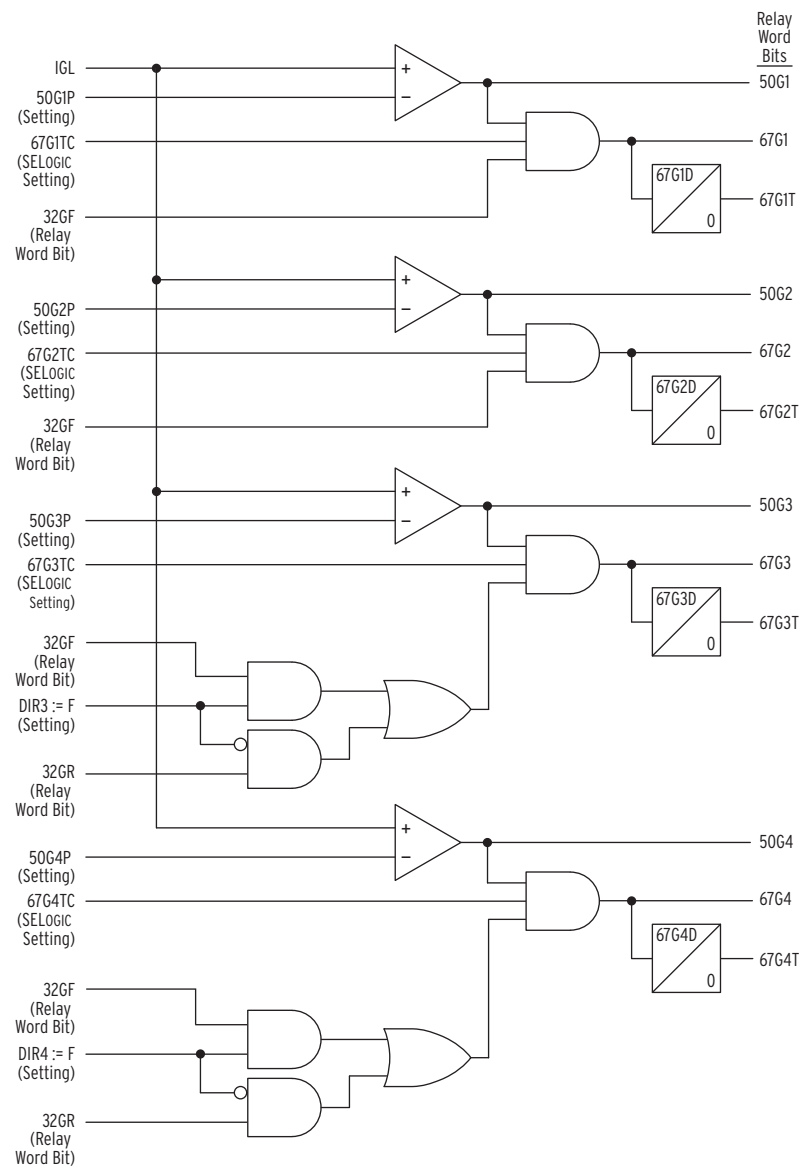 Relay
Word
Bits
IGL
+
50G1
50G1P
(Setting)
−
67G1TC
(SELOGIC
Setting)
67G1
67G1D
0
67G1T
32GF
(Relay
Word Bit)
+
50G2
50G2P
(Setting)
−
67G2TC
(SELOGIC
Setting)
67G2
67G2D
0
67G2T
32GF
(Relay
Word Bit)
+
50G3
50G3P
(Setting)
−
67G3TC
(SELOGIC
Setting)
67G3
67G3D
0
67G3T
32GF
(Relay
Word Bit)
DIR3 := F
(Setting)
32GR
(Relay
Word Bit)
+
50G4
50G4P
(Setting)
−
67G4TC
(SELOGIC
Setting)
67G4
67G4D
0
67G4T
32GF
(Relay
Word Bit)
DIR4 := F
(Setting)
32GR
(Relay
Word Bit)